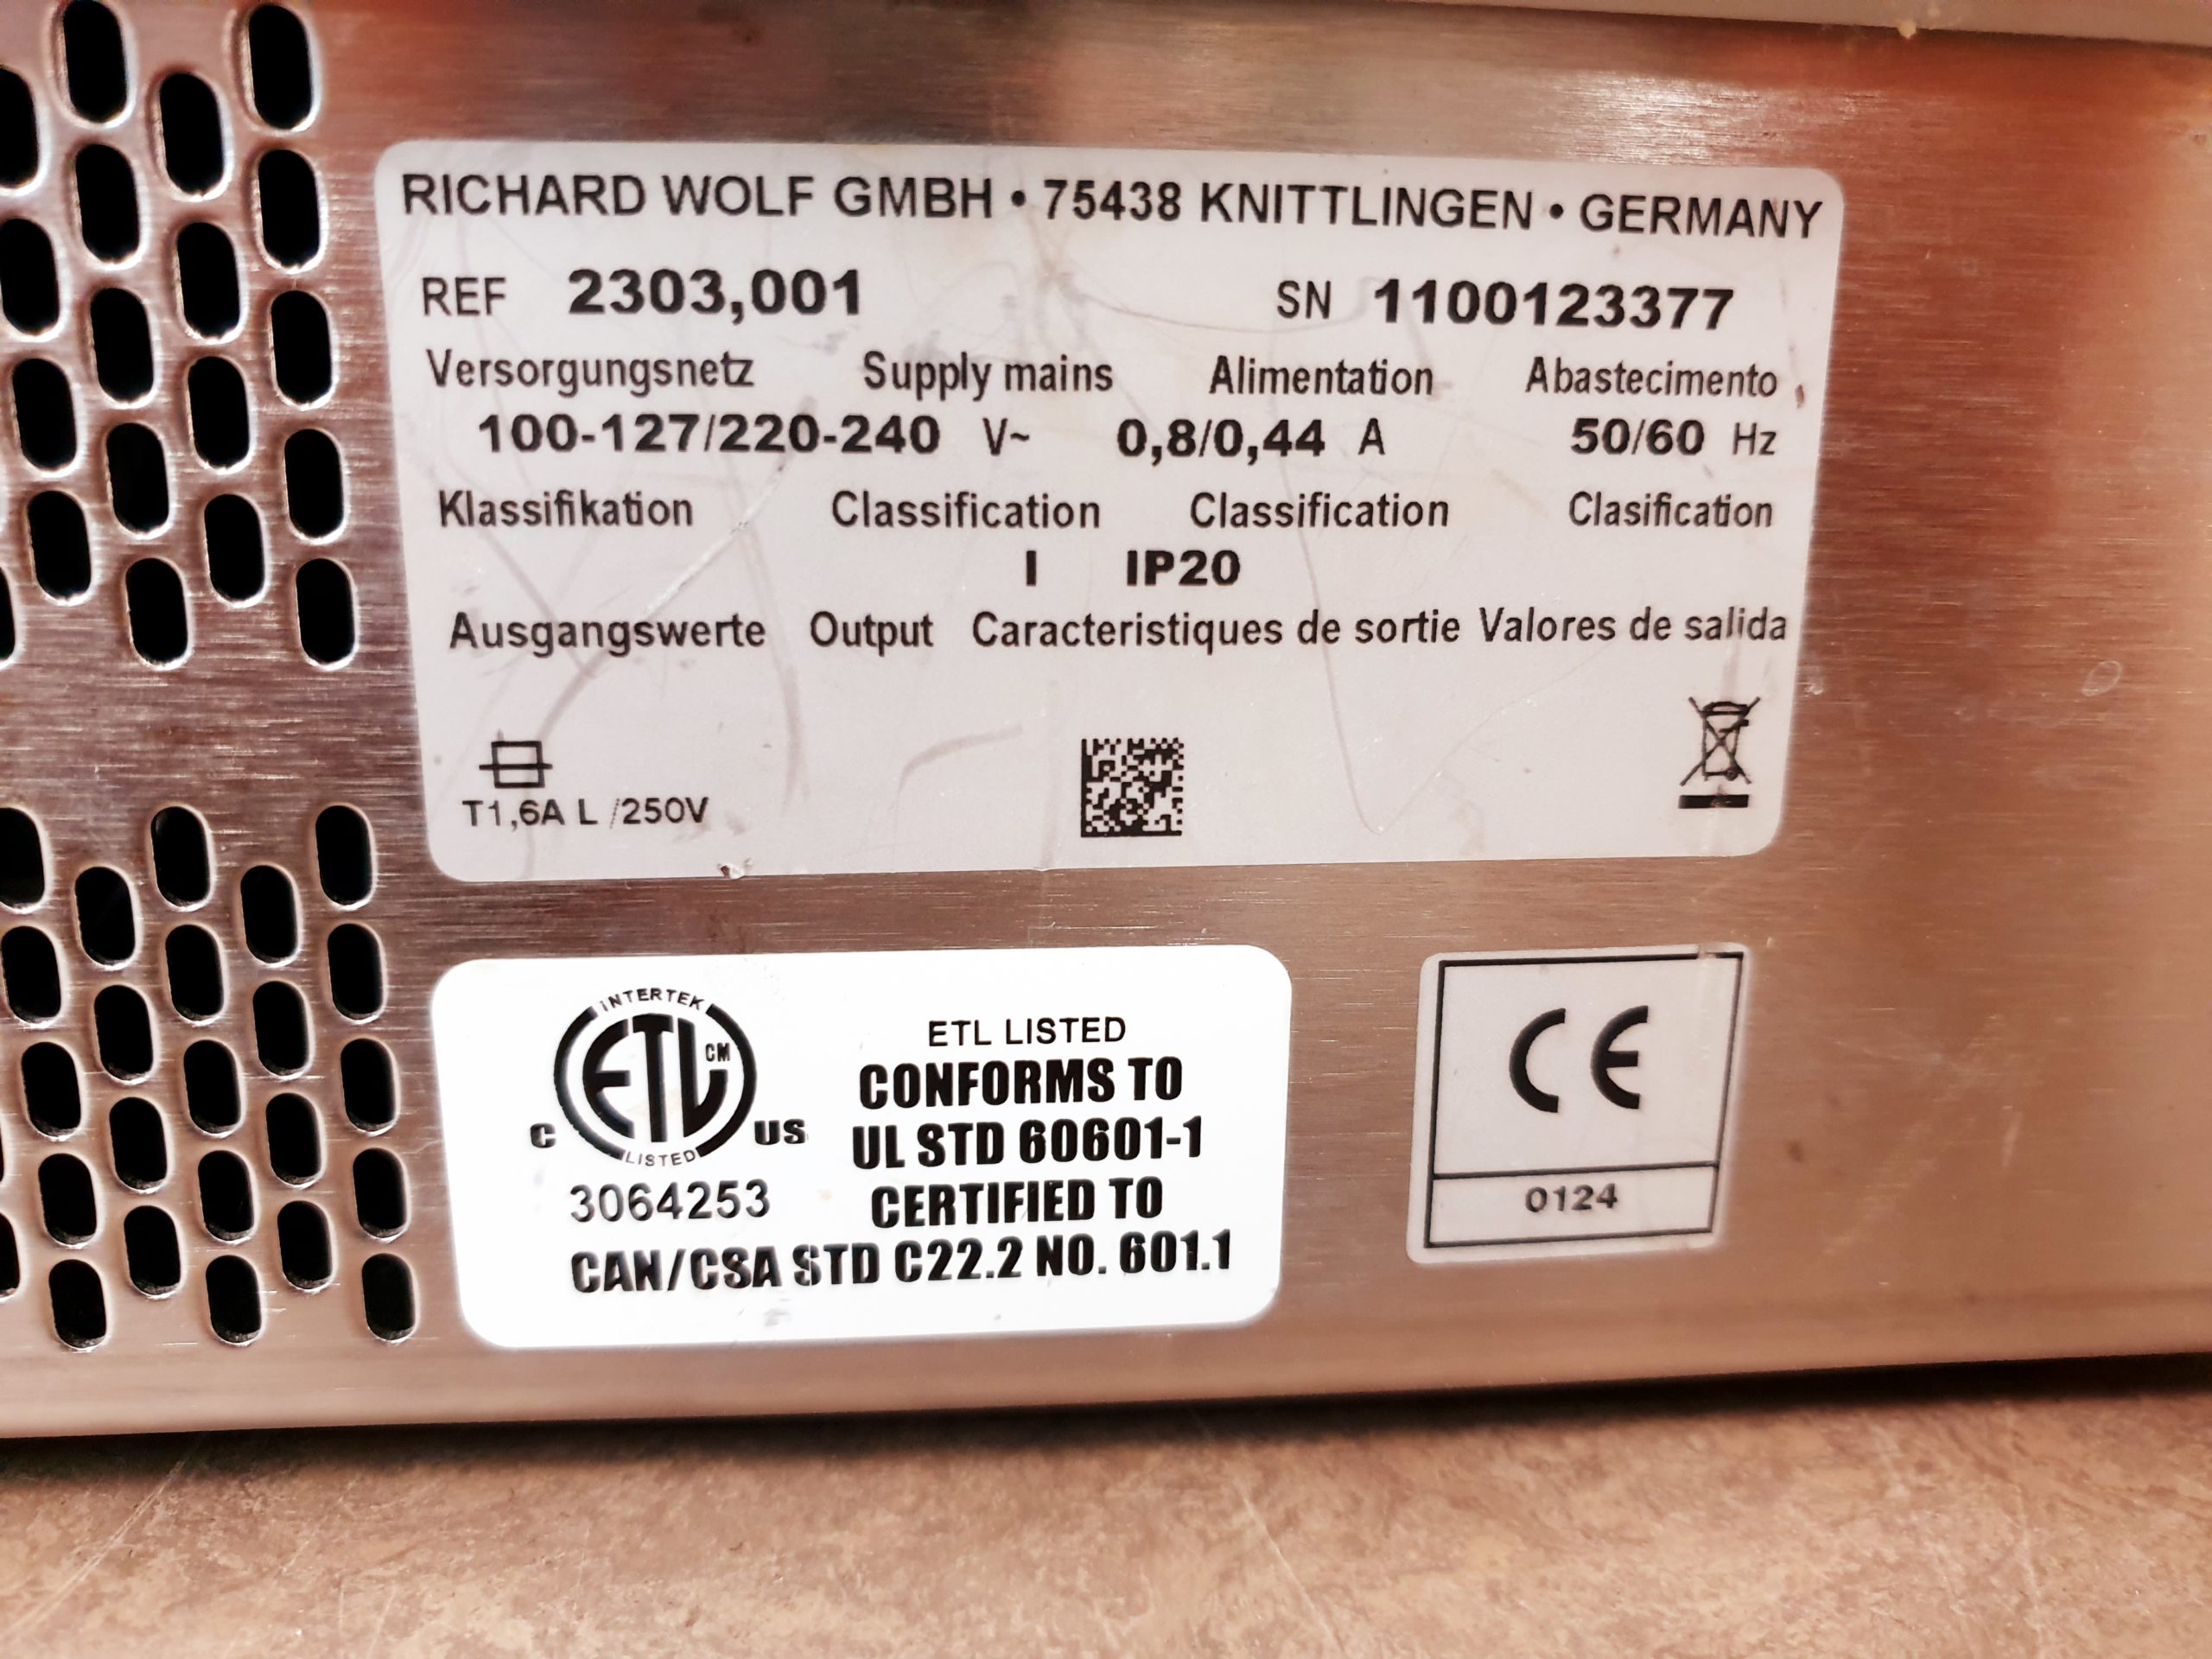 RICHARD WOLF GMBH • 75438 KNITTLINGEN • GERMANY
REF 2303,001 SN 1100123377
Versorgungsnetz Supply mains Alimentation Abastecimento
100-127/220-240 V~ 0,8/0,44 A 50/60 Hz
Klassifikation Classification Classification Clasification
I IP20
Ausgangswerte Output Caracteristiques de sortie Valores de salida
T1,6A L /250V
INTERTEK
ETL CM
C US
LISTED
3064253
ETL LISTED
CONFORMS TO
UL STD 60601-1
CERTIFIED TO
CAN/CSA STD C22.2 NO. 601.1
CE
0124